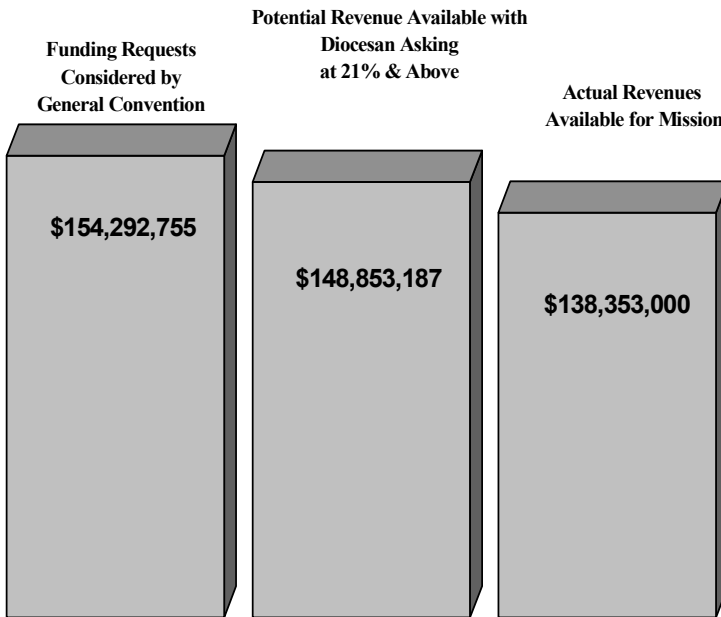 Funding Requests
Considered by
General Convention
$154,292,755
Potential Revenue Available with
Diocesan Asking
at 21% & Above
$148,853,187
Actual Revenues
Available for Mission
$138,353,000